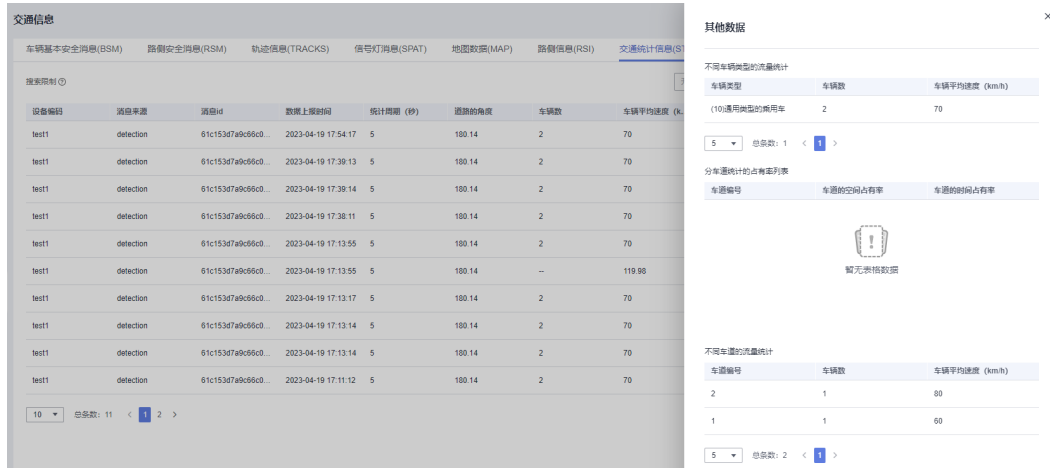 交通信息
车辆基本安全消息(BSM) 路侧安全消息(RSM) 轨迹信息(TRACKS) 信号灯消息(SPAT) 地图数据(MAP) 路侧信息(RSI) 交通统计信息(ST
搜索限制
设备编码 消息来源 消息id 数据上报时间 统计周期 (秒) 道路的角度 车辆数 车辆平均速度 (k...
test1 detection 61c153d7a9c66c0... 2023-04-19 17:54:17 5 180.14 2 70
test1 detection 61c153d7a9c66c0... 2023-04-19 17:39:13 5 180.14 2 70
test1 detection 61c153d7a9c66c0... 2023-04-19 17:39:14 5 180.14 2 70
test1 detection 61c153d7a9c66c0... 2023-04-19 17:38:11 5 180.14 2 70
test1 detection 61c153d7a9c66c0... 2023-04-19 17:13:55 5 180.14 2 70
test1 detection 61c153d7a9c66c0... 2023-04-19 17:13:55 5 180.14 -- 119.98
test1 detection 61c153d7a9c66c0... 2023-04-19 17:13:17 5 180.14 2 70
test1 detection 61c153d7a9c66c0... 2023-04-19 17:13:14 5 180.14 2 70
test1 detection 61c153d7a9c66c0... 2023-04-19 17:13:14 5 180.14 2 70
test1 detection 61c153d7a9c66c0... 2023-04-19 17:11:12 5 180.14 2 70
10 总条数: 11 < 1 2 >
其他数据
不同车辆类型的流量统计
车辆类型 车辆数 车辆平均速度 (km/h)
(10)通用类型的乘用车 2 70
5 总条数: 1 < 1 >
分车道统计的占有率列表
车道编号 车道的空间占有率 车道的时间占有率
暂无表格数据
不同车道的流量统计
车道编号 车辆数 车辆平均速度 (km/h)
2 1 80
1 1 60
5 总条数: 2 < 1 >